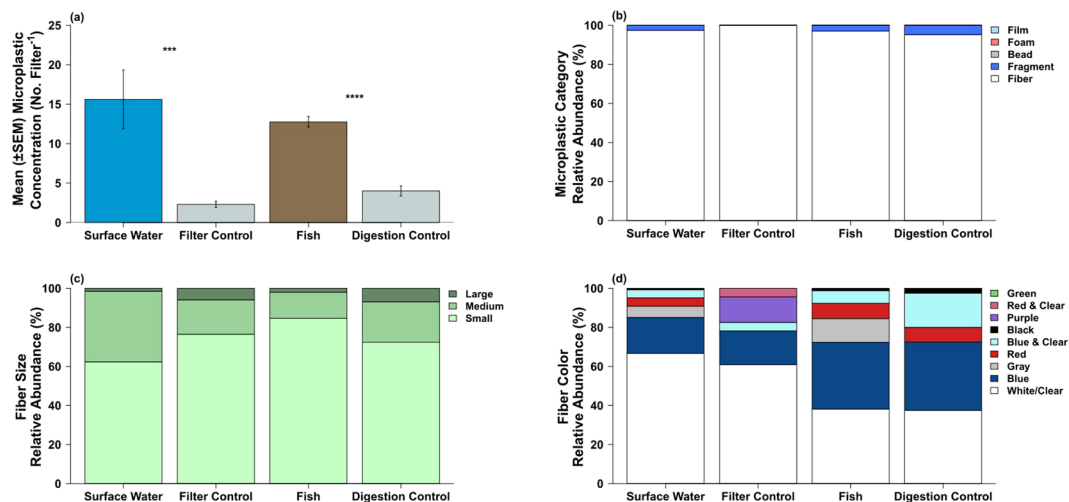 (a)
Mean (±SEM) Microplastic
Concentration (No. Filter⁻¹)
25
20
15
10
5
0
***
****
Surface Water Filter Control Fish Digestion Control
(b)
Microplastic Category
Relative Abundance (%)
100
80
60
40
20
0
Surface Water Filter Control Fish Digestion Control
Film
Foam
Bead
Fragment
Fiber
(c)
Fiber Size
Relative Abundance (%)
100
80
60
40
20
0
Surface Water Filter Control Fish Digestion Control
Large
Medium
Small
(d)
Fiber Color
Relative Abundance (%)
100
80
60
40
20
0
Surface Water Filter Control Fish Digestion Control
Green
Red & Clear
Purple
Black
Blue & Clear
Red
Gray
Blue
White/Clear